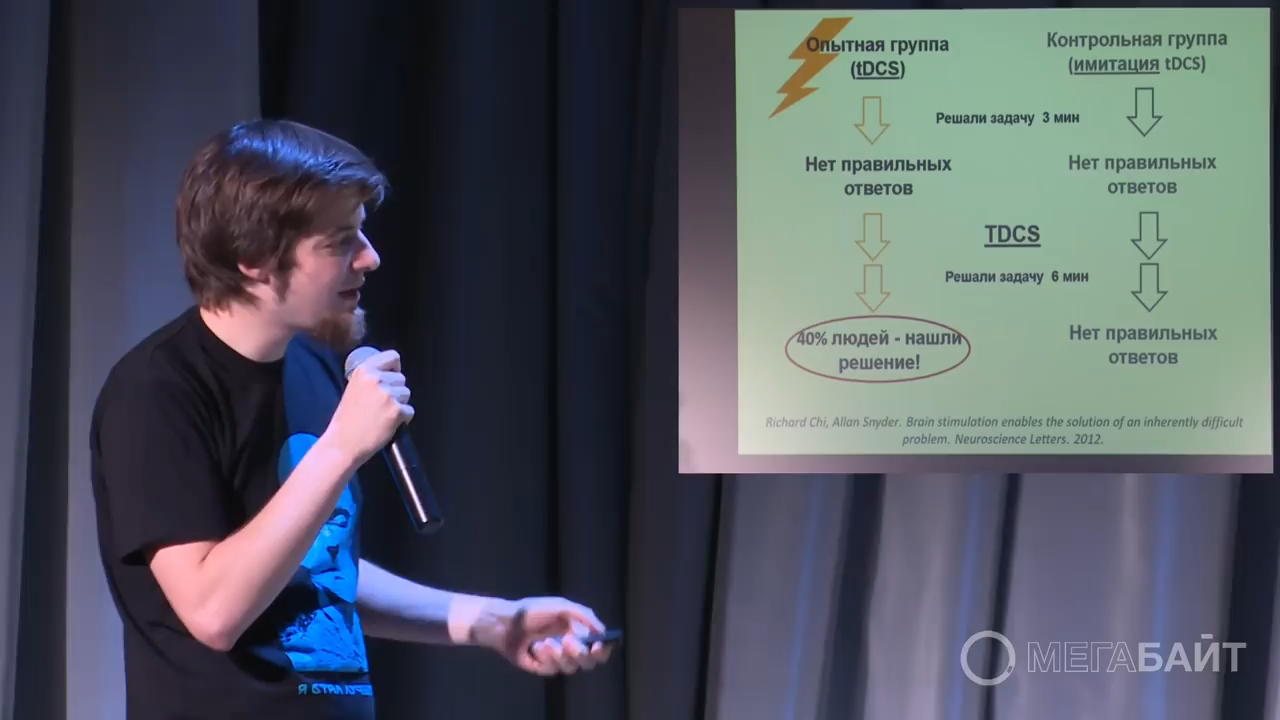 Опытная группа
(tDCS)
Контрольная группа
(имитация tDCS)
Решали задачу 3 мин
Нет правильных
ответов
Нет правильных
ответов
TDCS
Решали задачу 6 мин
40% людей - нашли
решение!
Нет правильных
ответов
Richard Chi, Allan Snyder. Brain stimulation enables the solution of an inherently difficult
problem. Neuroscience Letters. 2012.
МЕГАБАЙТ